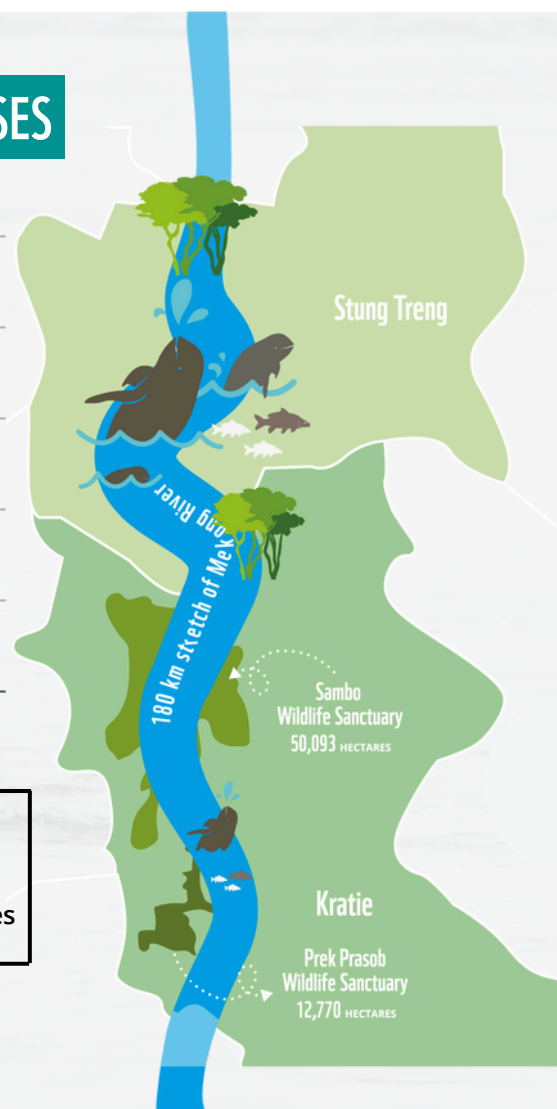 SES
Stung Treng
180 km stretch of Mekong River
Sambo
Wildlife Sanctuary
50,093 HECTARES
es
Kratie
Prek Prasob
Wildlife Sanctuary
12,770 HECTARES